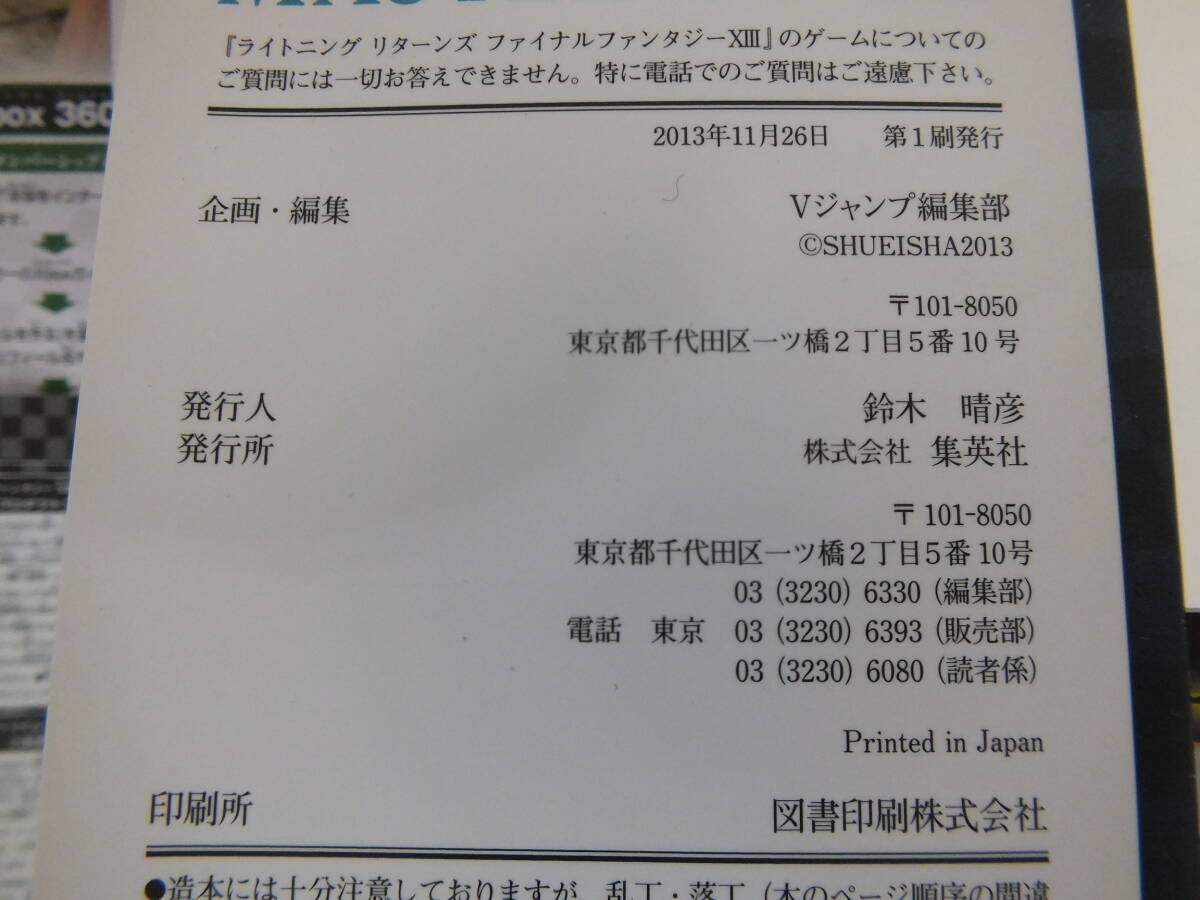 『ライトニング リターンズ ファイナルファンタジーXIII』のゲームについての
ご質問には一切お答えできません。特に電話でのご質問はご遠慮下さい。
2013年11月26日　第１刷発行
企画・編集　Vジャンプ編集部
©SHUEISHA2013
〒101-8050
東京都千代田区一ツ橋２丁目５番10号
発行人　鈴木　晴彦
発行所　株式会社 集英社
〒101-8050
東京都千代田区一ツ橋２丁目５番10号
03 (3230) 6330 (編集部)
電話　東京　03 (3230) 6393 (販売部)
03 (3230) 6080 (読者係)
Printed in Japan
印刷所　図書印刷株式会社
●造本には十分注意しておりますが、乱丁・落丁（本のページ順序の間違
box 360